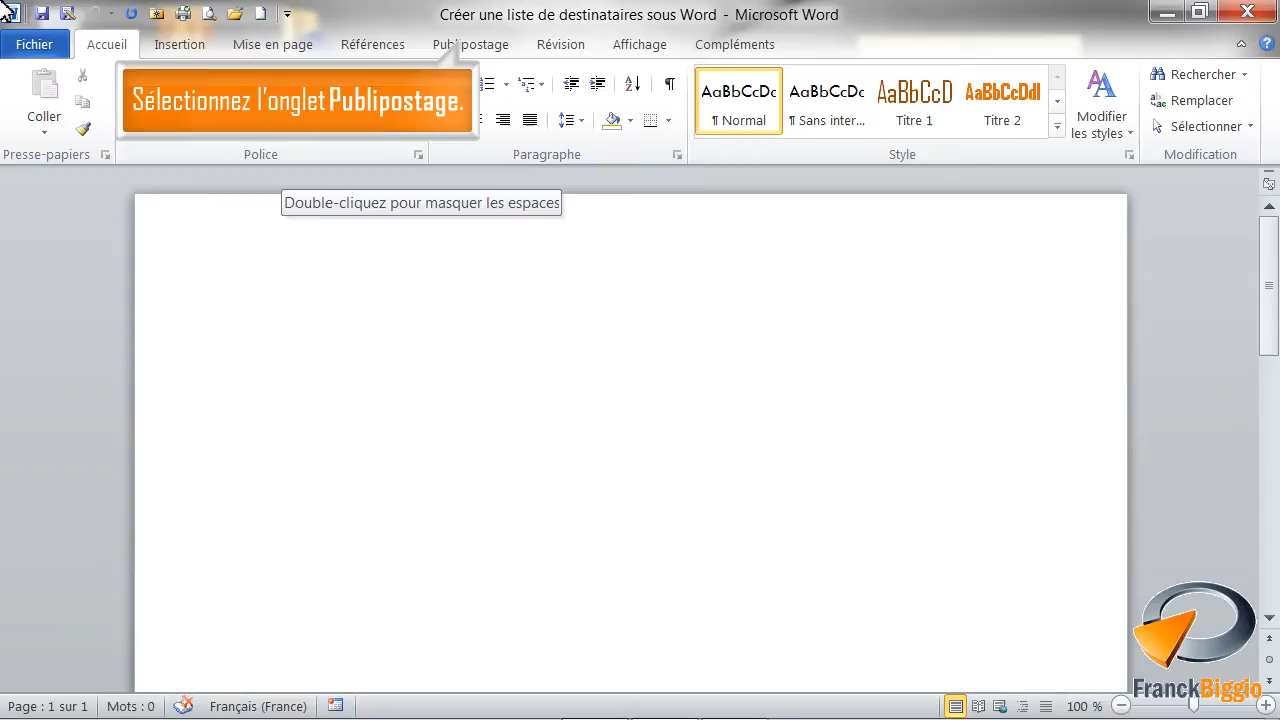 Créer une liste de destinataires sous Word - Microsoft Word
Fichier
Accueil
Insertion
Mise en page
Références
Publipostage
Révision
Affichage
Compléments
Sélectionnez l'onglet Publipostage.
Coller
AaBbCcDc
¶ Normal
AaBbCcDc
¶ Sans inter...
AaBbCcD
Titre 1
AaBbCcDdI
Titre 2
Modifier
les styles
Rechercher
Remplacer
Sélectionner
Presse-papiers
Police
Paragraphe
Style
Modification
Double-cliquez pour masquer les espaces
FranckBiggio
Page : 1 sur 1
Mots : 0
Français (France)
100 %